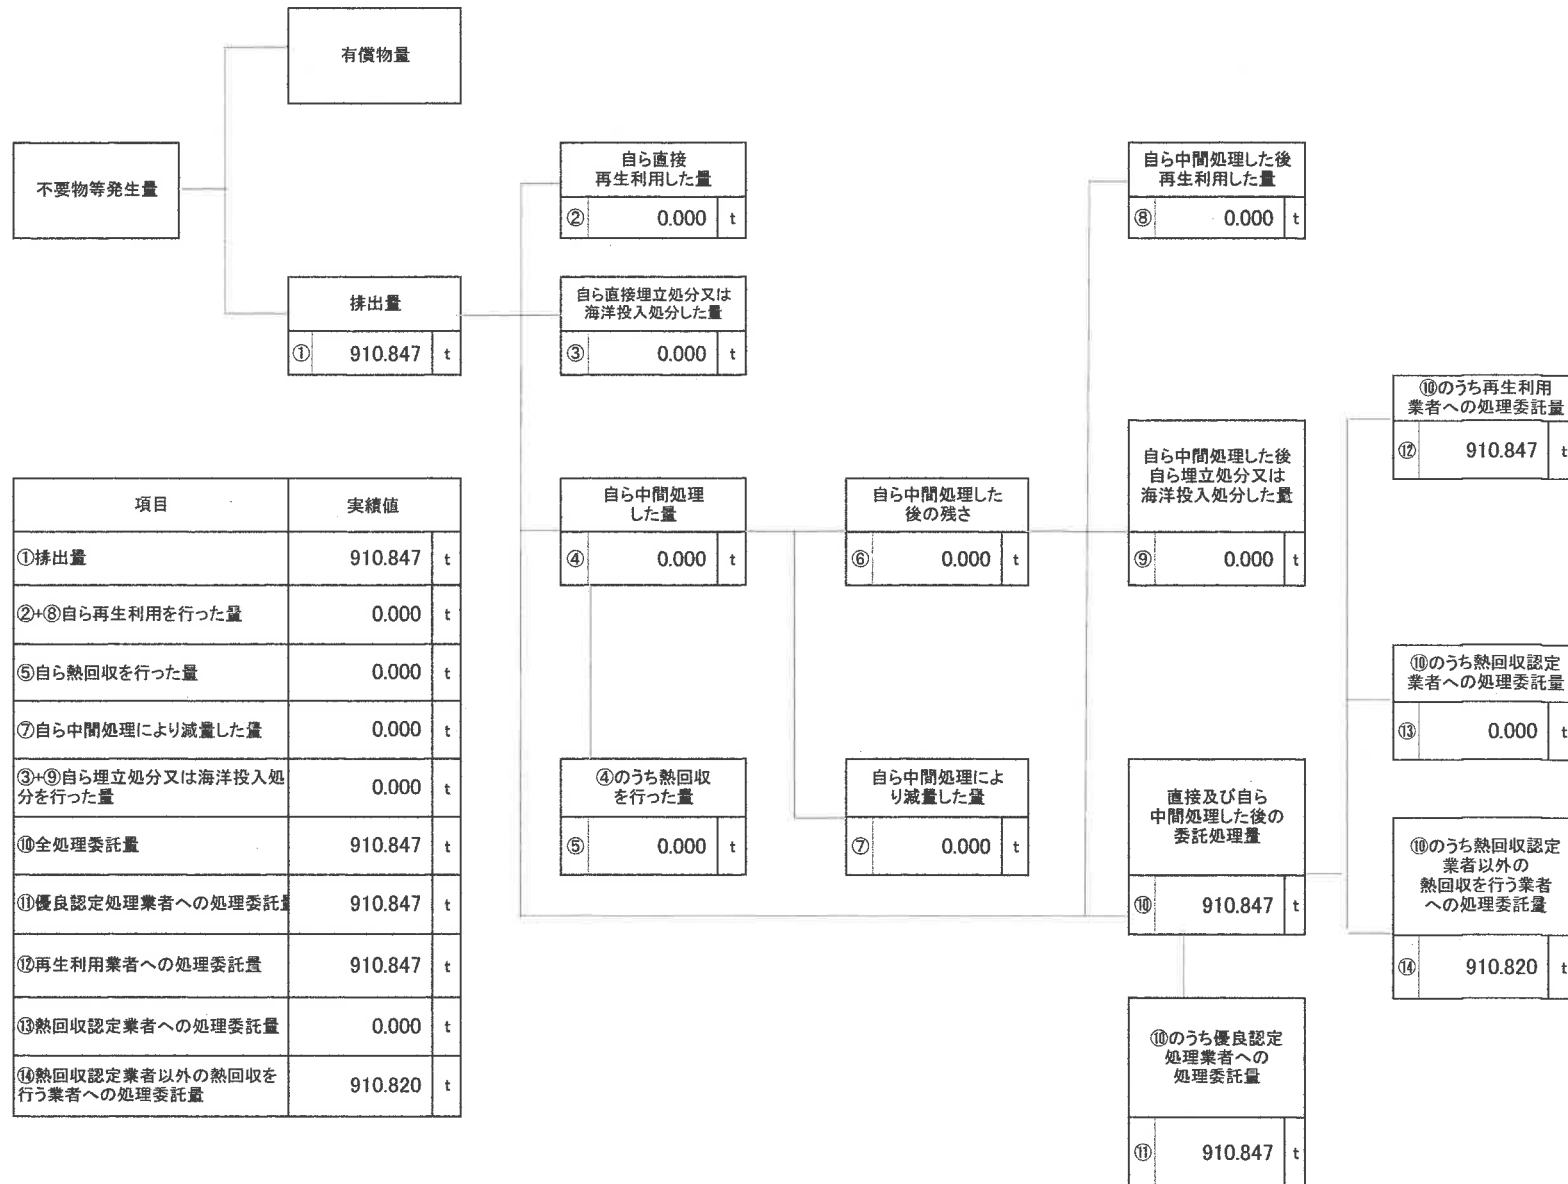 有償物量
不要物等発生量
排出量
① 910.847 t
自ら直接
再生利用した量
② 0.000 t
自ら直接埋立処分又は
海洋投入処分した量
③ 0.000 t
自ら中間処理
した量
④ 0.000 t
④のうち熱回収
を行った量
⑤ 0.000 t
自ら中間処理した
後の残さ
⑥ 0.000 t
自ら中間処理によ
り減量した量
⑦ 0.000 t
自ら中間処理した後
再生利用した量
⑧ 0.000 t
自ら中間処理した後
自ら埋立処分又は
海洋投入処分した量
⑨ 0.000 t
直接及び自ら
中間処理した後の
委託処理量
⑩ 910.847 t
⑩のうち優良認定
処理業者への
処理委託量
⑪ 910.847 t
⑩のうち再生利用
業者への処理委託量
⑫ 910.847 t
⑩のうち熱回収認定
業者への処理委託量
⑬ 0.000 t
⑩のうち熱回収認定
業者以外の
熱回収を行う業者
への処理委託量
⑭ 910.820 t
項目 実績値
①排出量 910.847 t
②+⑧自ら再生利用を行った量 0.000 t
⑤自ら熱回収を行った量 0.000 t
⑦自ら中間処理により減量した量 0.000 t
③+⑨自ら埋立処分又は海洋投入処
分を行った量 0.000 t
⑩全処理委託量 910.847 t
⑪優良認定処理業者への処理委託量 910.847 t
⑫再生利用業者への処理委託量 910.847 t
⑬熱回収認定業者への処理委託量 0.000 t
⑭熱回収認定業者以外の熱回収を
行う業者への処理委託量 910.820 t